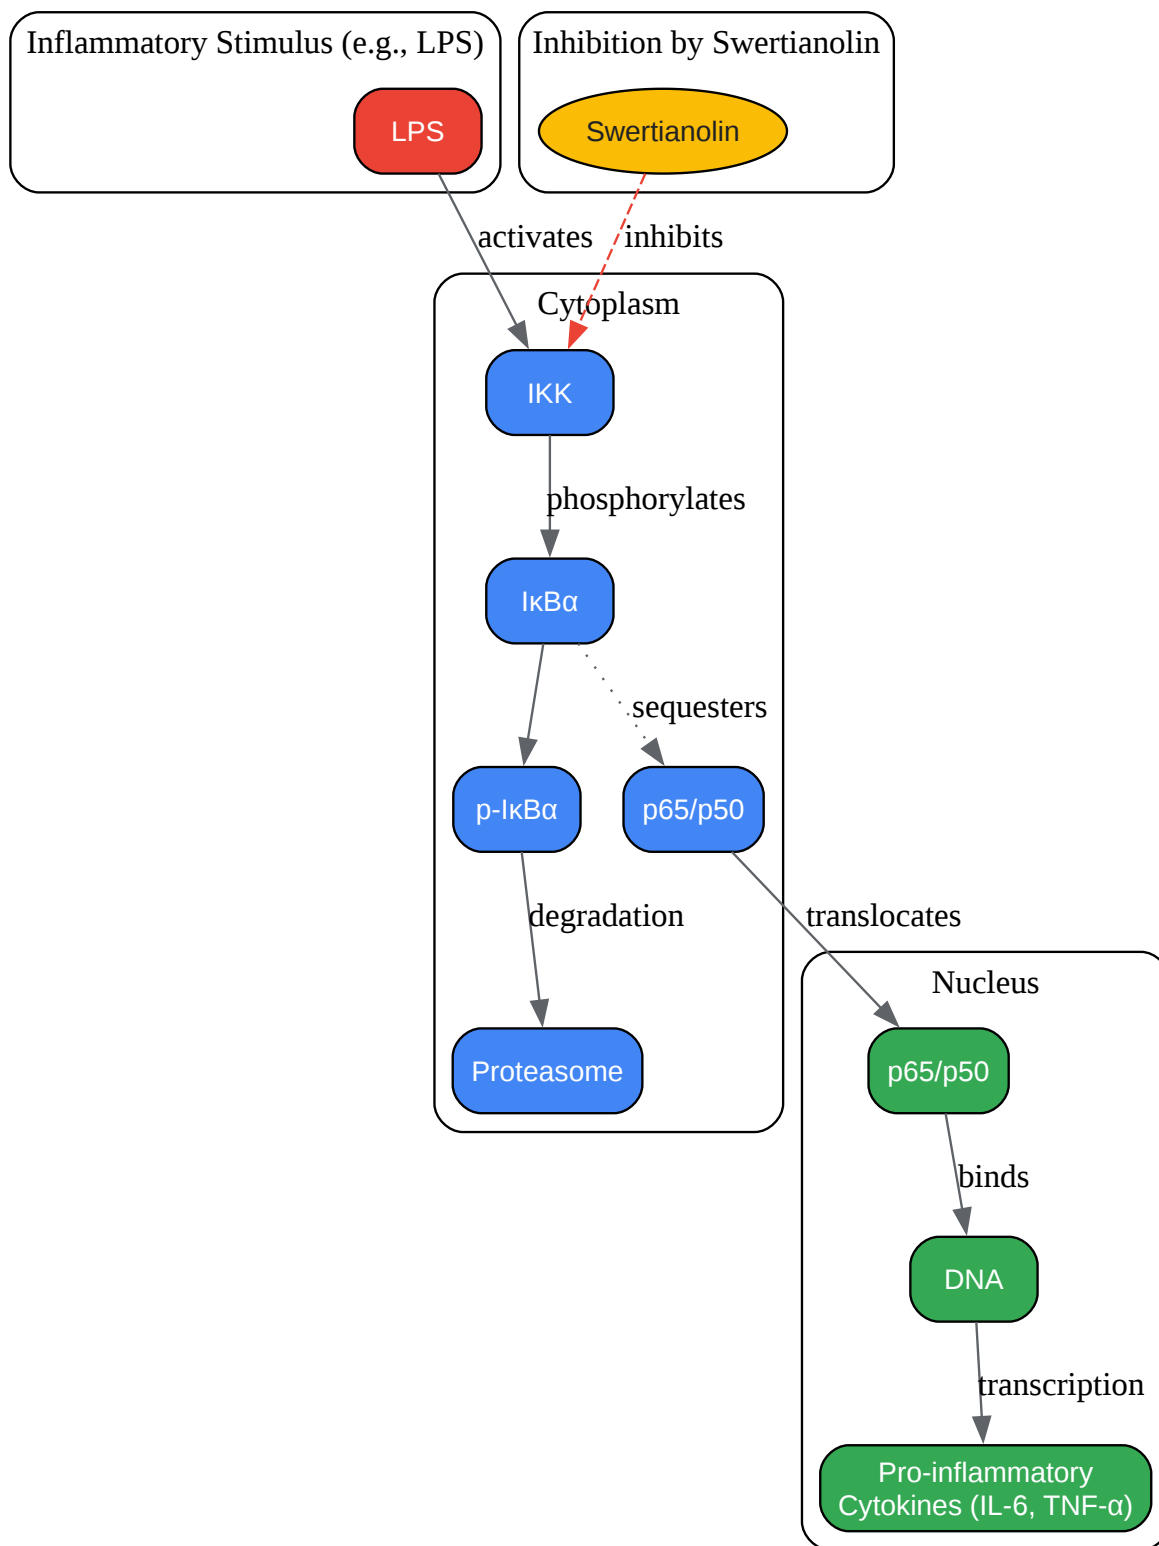 Inflammatory Stimulus (e.g., LPS)
Inhibition by Swertianolin
LPS
Swertianolin
activates
inhibits
Cytoplasm
IKK
phosphorylates
IκBα
sequesters
p-IκBα
p65/p50
degradation
translocates
Nucleus
Proteasome
p65/p50
binds
DNA
transcription
Pro-inflammatory
Cytokines (IL-6, TNF-α)